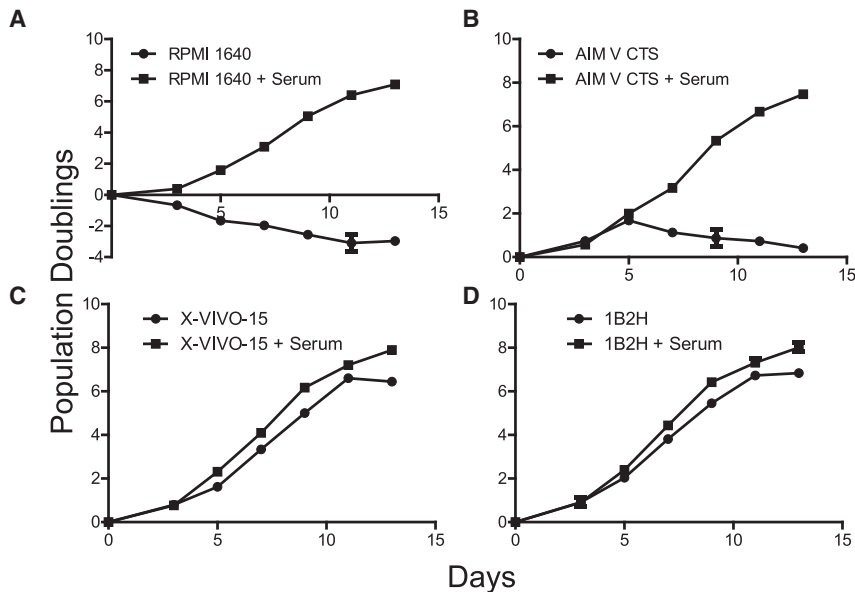 A
RPMI 1640
RPMI 1640 + Serum
10
8
6
4
2
0
-2
-4
5
10
15
B
AIM V CTS
AIM V CTS + Serum
10
8
6
4
2
0
0
5
10
15
Population Doublings
C
X-VIVO-15
X-VIVO-15 + Serum
10
8
6
4
2
0
0
5
10
15
D
1B2H
1B2H + Serum
10
8
6
4
2
0
0
5
10
15
Days